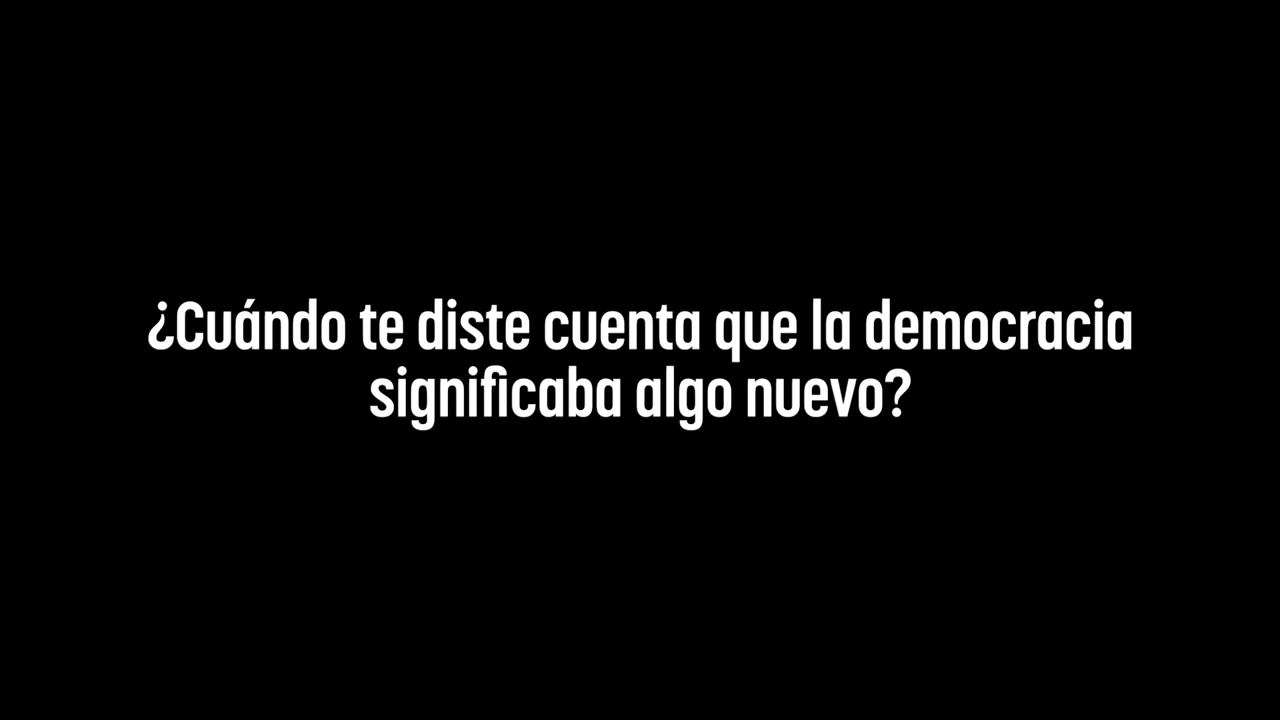 ¿Cuándo te diste cuenta que la democracia
significaba algo nuevo?